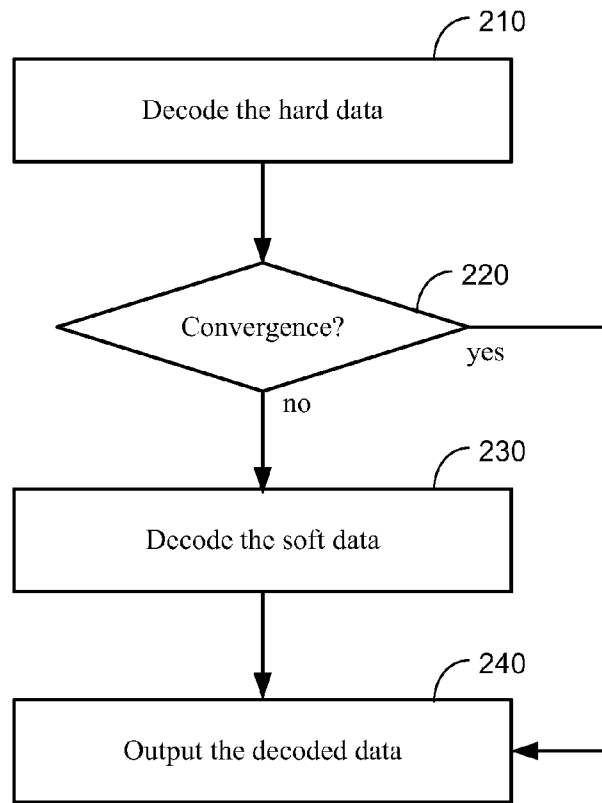 210
Decode the hard data
220
Convergence?
yes
no
230
Decode the soft data
240
Output the decoded data